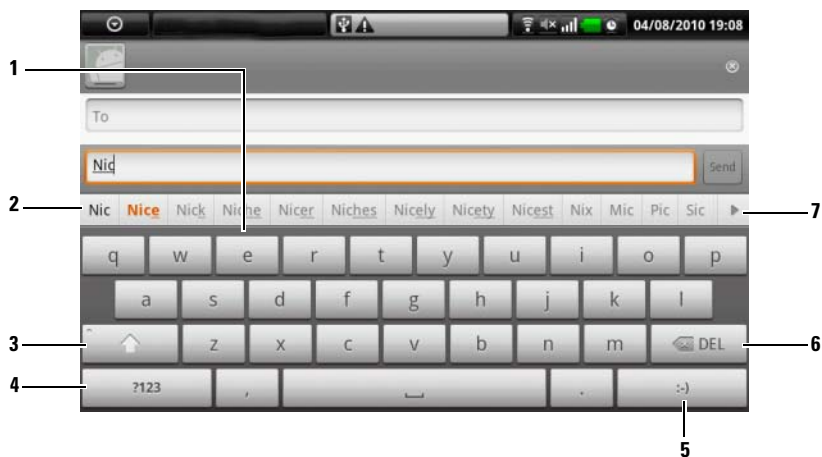 04/08/2010 19:08
1
To
Nic
Send
2
Nic Nice Nick Niche Nicer Niches Nicely Nicety Nicest Nix Mic Pic Sic
7
q w e r t y u i o p
a s d f g h j k l
3
z x c v b n m DEL
6
4
?123 , . :-)
5